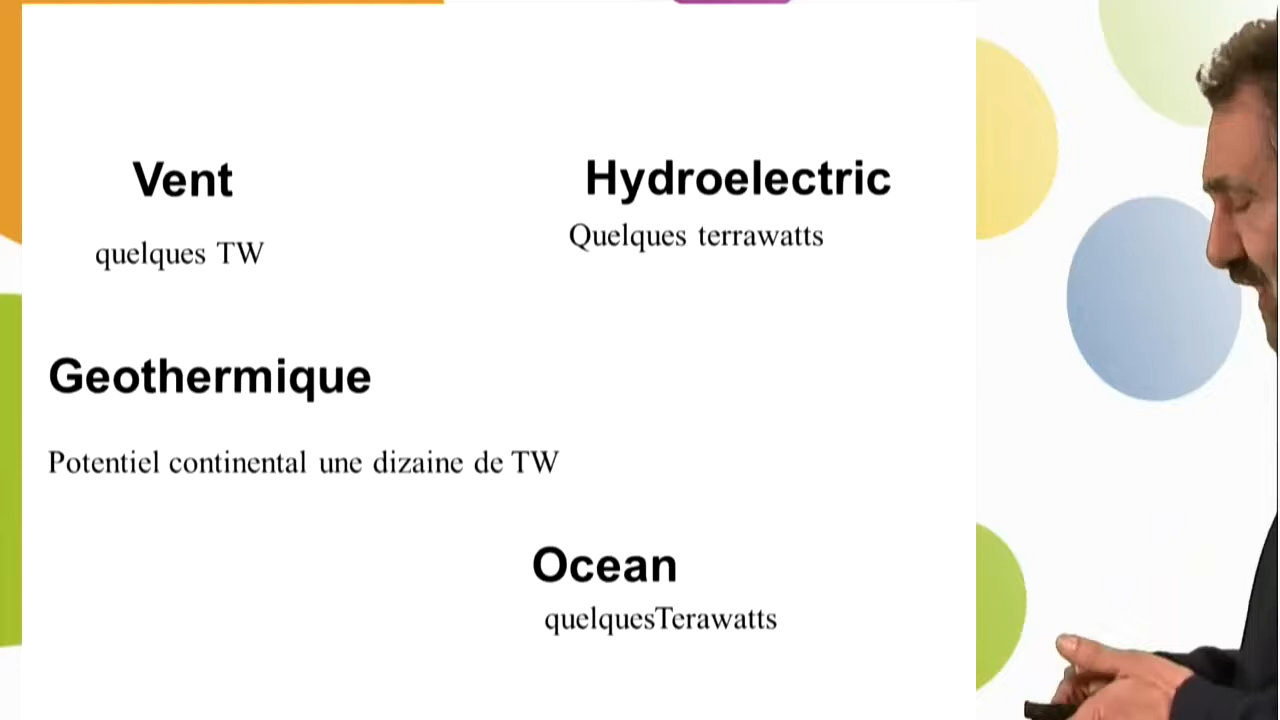 Vent
quelques TW
Hydroelectric
Quelques terrawatts
Geothermique
Potentiel continental une dizaine de TW
Ocean
quelquesTerawatts